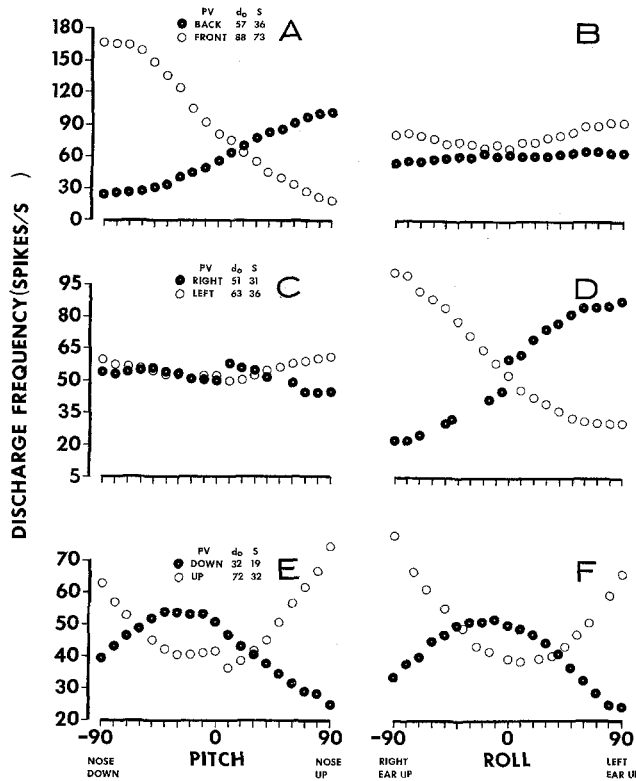 PV d₀ S
BACK 57 36
FRONT 88 73
A
B
180
150
120
90
60
30
0
DISCHARGE FREQUENCY (SPIKES/S )
PV d₀ S
RIGHT 51 31
LEFT 63 36
C
D
95
80
65
50
35
20
5
PV d₀ S
DOWN 32 19
UP 72 32
E
F
70
60
50
40
30
20
-90 0 90 -90 0 90
NOSE DOWN PITCH NOSE UP RIGHT EAR UP ROLL LEFT EAR U